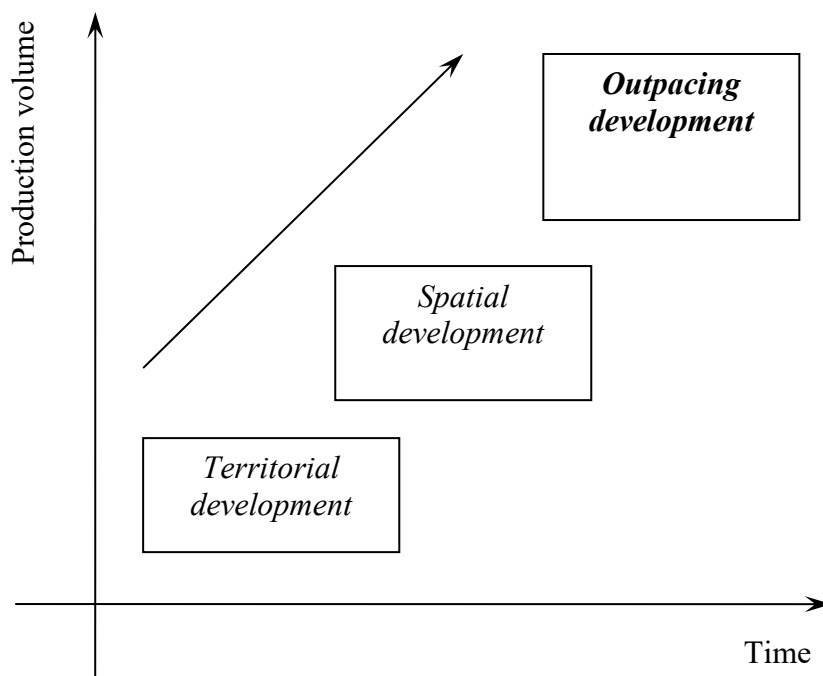 Production volume
Outpacing
development
Spatial
development
Territorial
development
Time